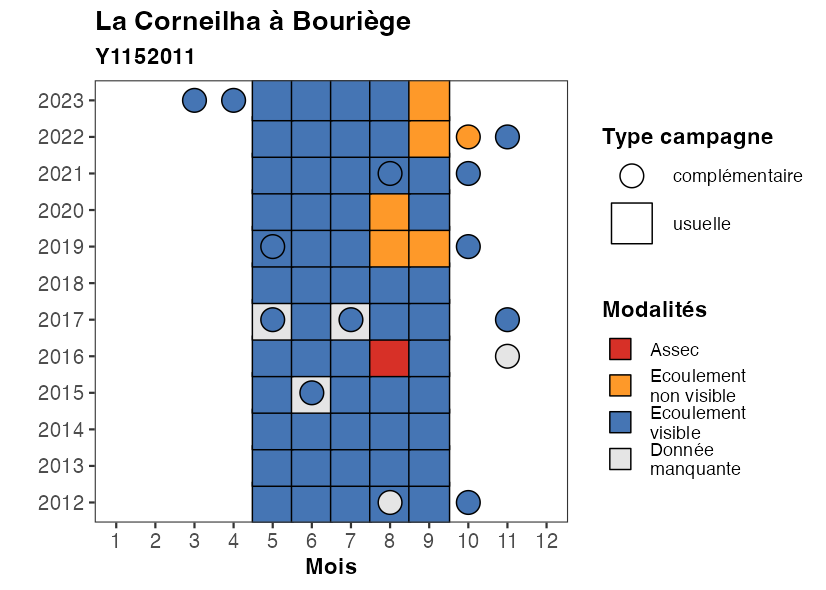 La Corneilha à Bouriège
Y1152011
2023
2022
2021
2020
2019
2018
2017
2016
2015
2014
2013
2012
1 2 3 4 5 6 7 8 9 10 11 12
Mois
Type campagne
complémentaire
usuelle
Modalités
Assec
Ecoulement
non visible
Ecoulement
visible
Donnée
manquante